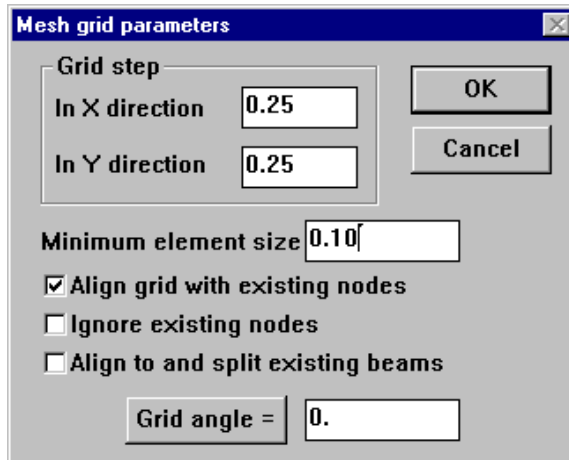 Mesh grid parameters
Grid step
In X direction 0.25
In Y direction 0.25
OK
Cancel
Minimum element size 0.10
Align grid with existing nodes
Ignore existing nodes
Align to and split existing beams
Grid angle = 0.